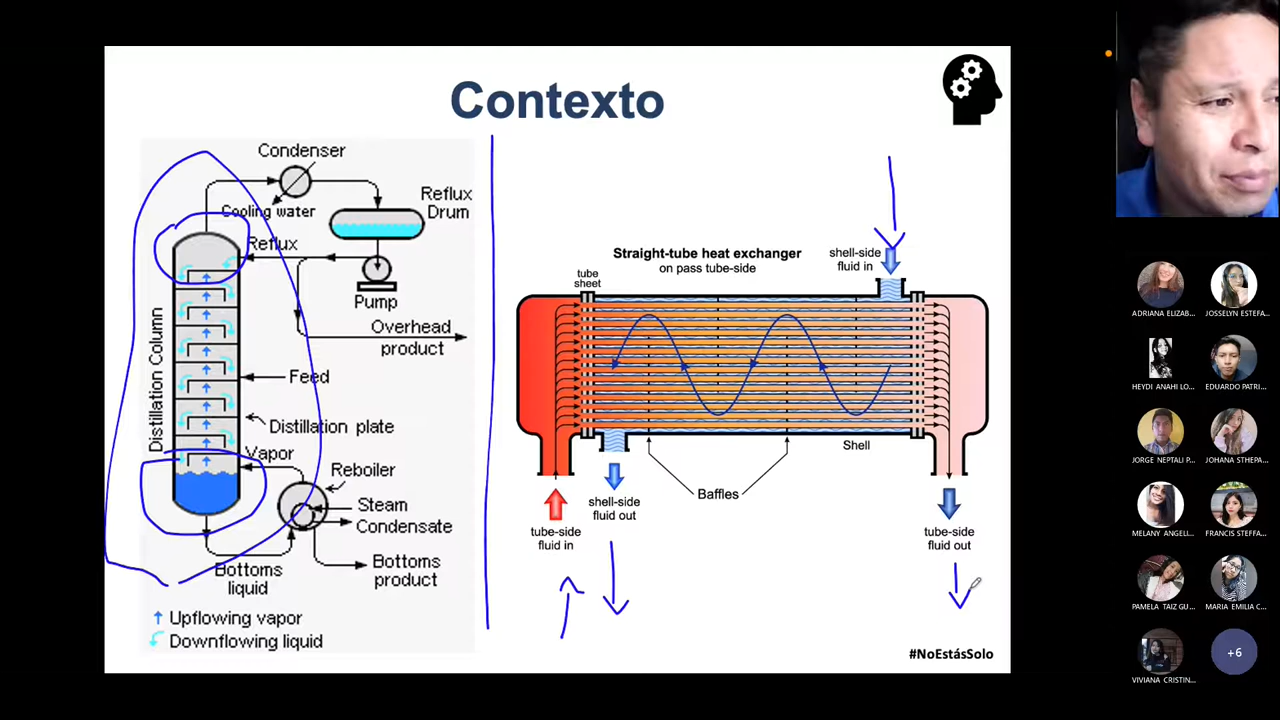 Contexto
Condenser
Cooling water
Reflux
Drum
Reflux
Pump
Overhead
product
Feed
Distillation Column
Distillation plate
Vapor
Reboiler
Steam
Condensate
Bottoms
liquid
Bottoms
product
Upflowing vapor
Downflowing liquid
Straight-tube heat exchanger
on pass tube-side
tube
sheet
shell-side
fluid in
Shell
Baffles
tube-side
fluid in
shell-side
fluid out
tube-side
fluid out
#NoEstásSolo
ADRIANA ELIZAB...
JOSSELYN ESTEFA...
HEYDI ANAHI LO...
EDUARDO PATRI...
JORGE NEPTALI P...
JOHANA STHEPA...
MELANY ANGELI...
FRANCIS STEFFA...
PAMELA TAIZ GU...
MARIA EMILIA C...
VIVIANA CRISTIN...
+6